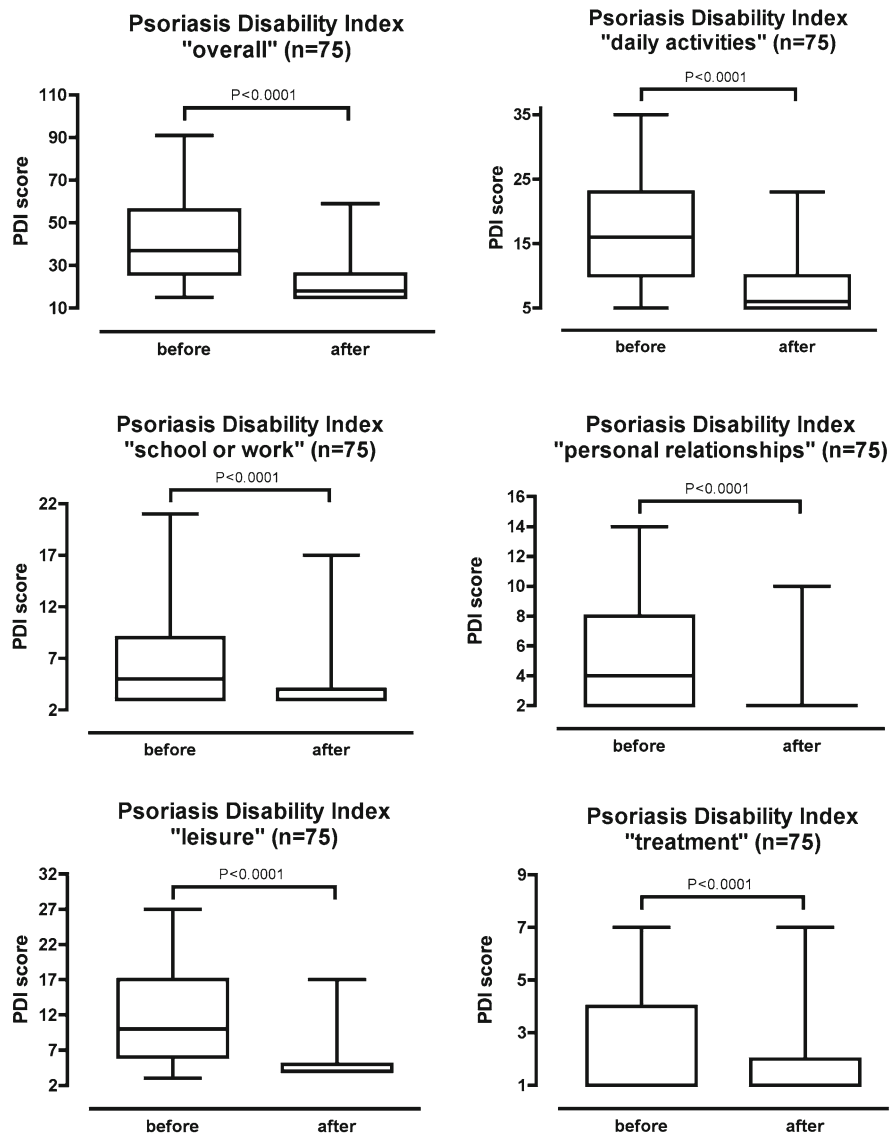 Psoriasis Disability Index
"overall" (n=75)
P<0.0001
110
90
70
50
30
10
PDI score
before
after
Psoriasis Disability Index
"daily activities" (n=75)
P<0.0001
35
25
15
5
PDI score
before
after
Psoriasis Disability Index
"school or work" (n=75)
P<0.0001
22
17
12
7
2
PDI score
before
after
Psoriasis Disability Index
"personal relationships" (n=75)
P<0.0001
16
14
12
10
8
6
4
2
PDI score
before
after
Psoriasis Disability Index
"leisure" (n=75)
P<0.0001
32
27
22
17
12
7
2
PDI score
before
after
Psoriasis Disability Index
"treatment" (n=75)
P<0.0001
9
7
5
3
1
PDI score
before
after